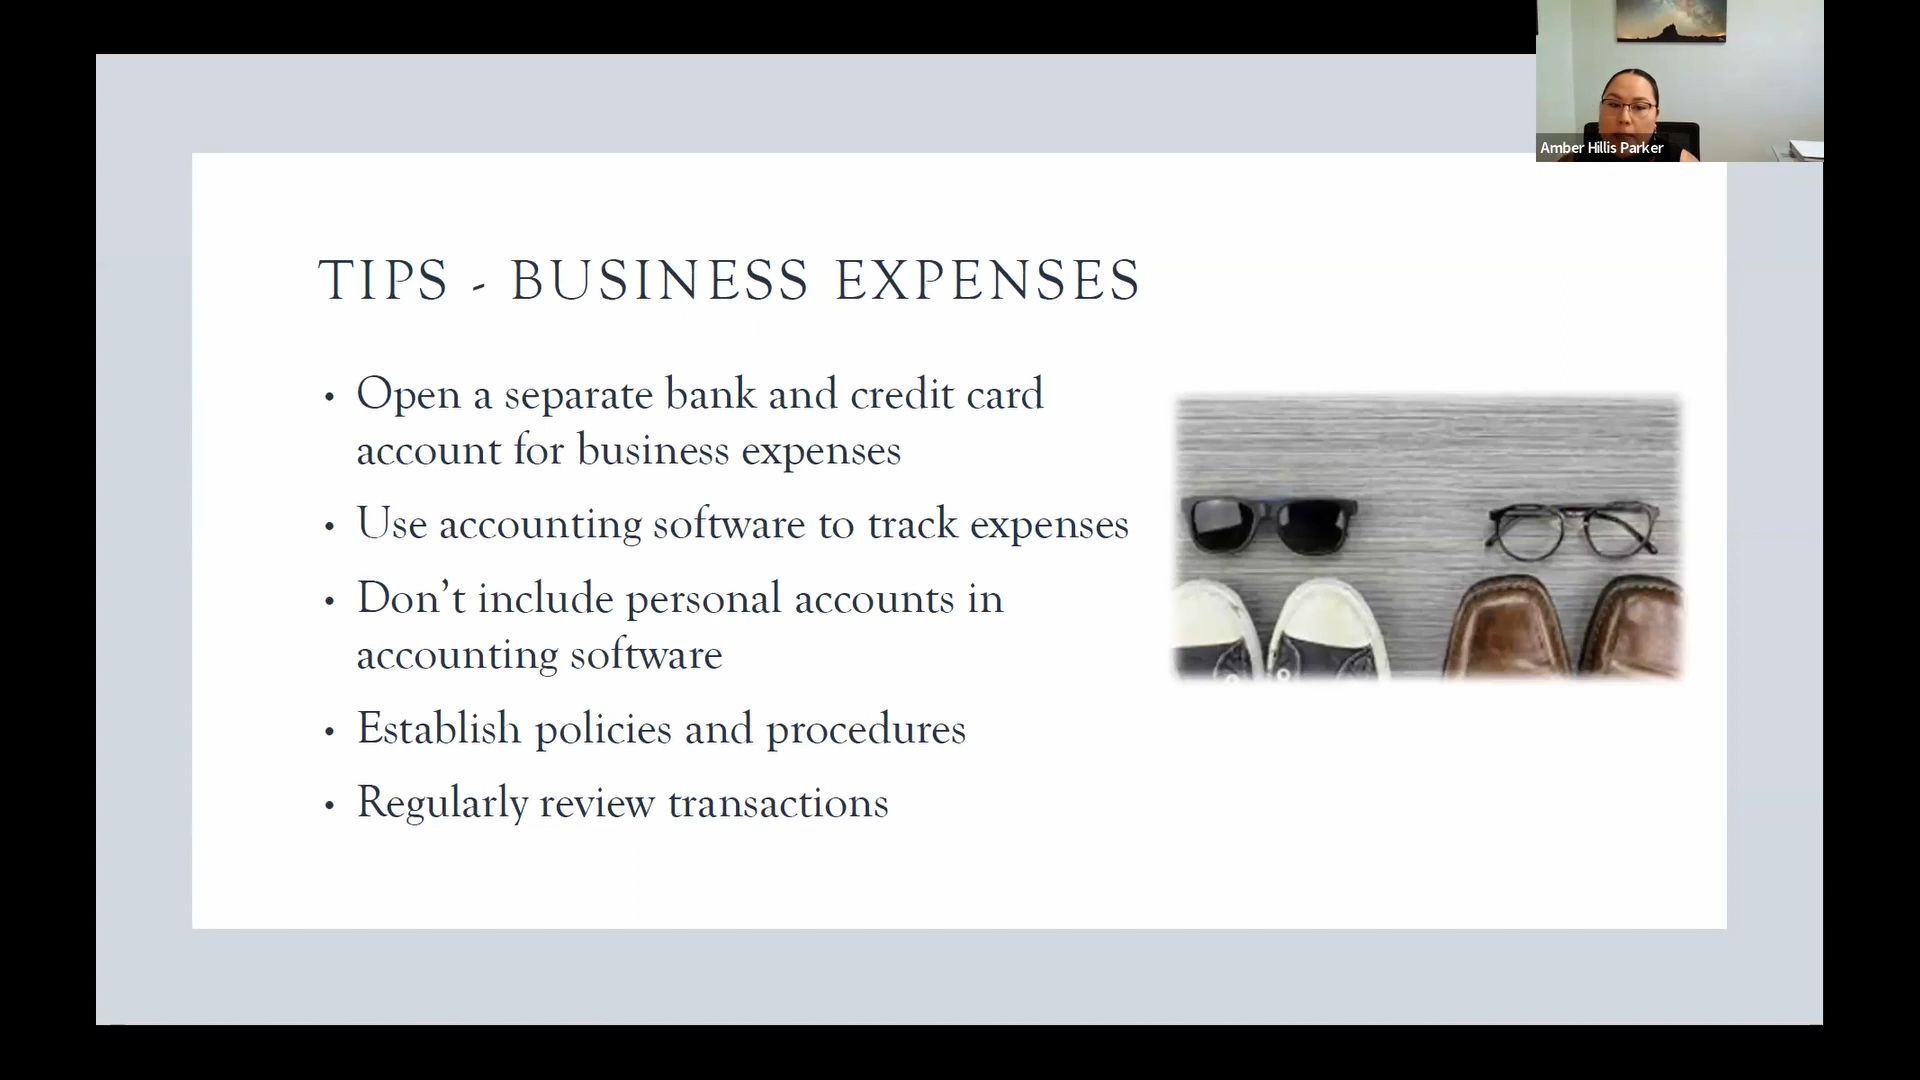 Amber Hillis Parker
TIPS - BUSINESS EXPENSES
• Open a separate bank and credit card
account for business expenses
• Use accounting software to track expenses
• Don’t include personal accounts in
accounting software
• Establish policies and procedures
• Regularly review transactions